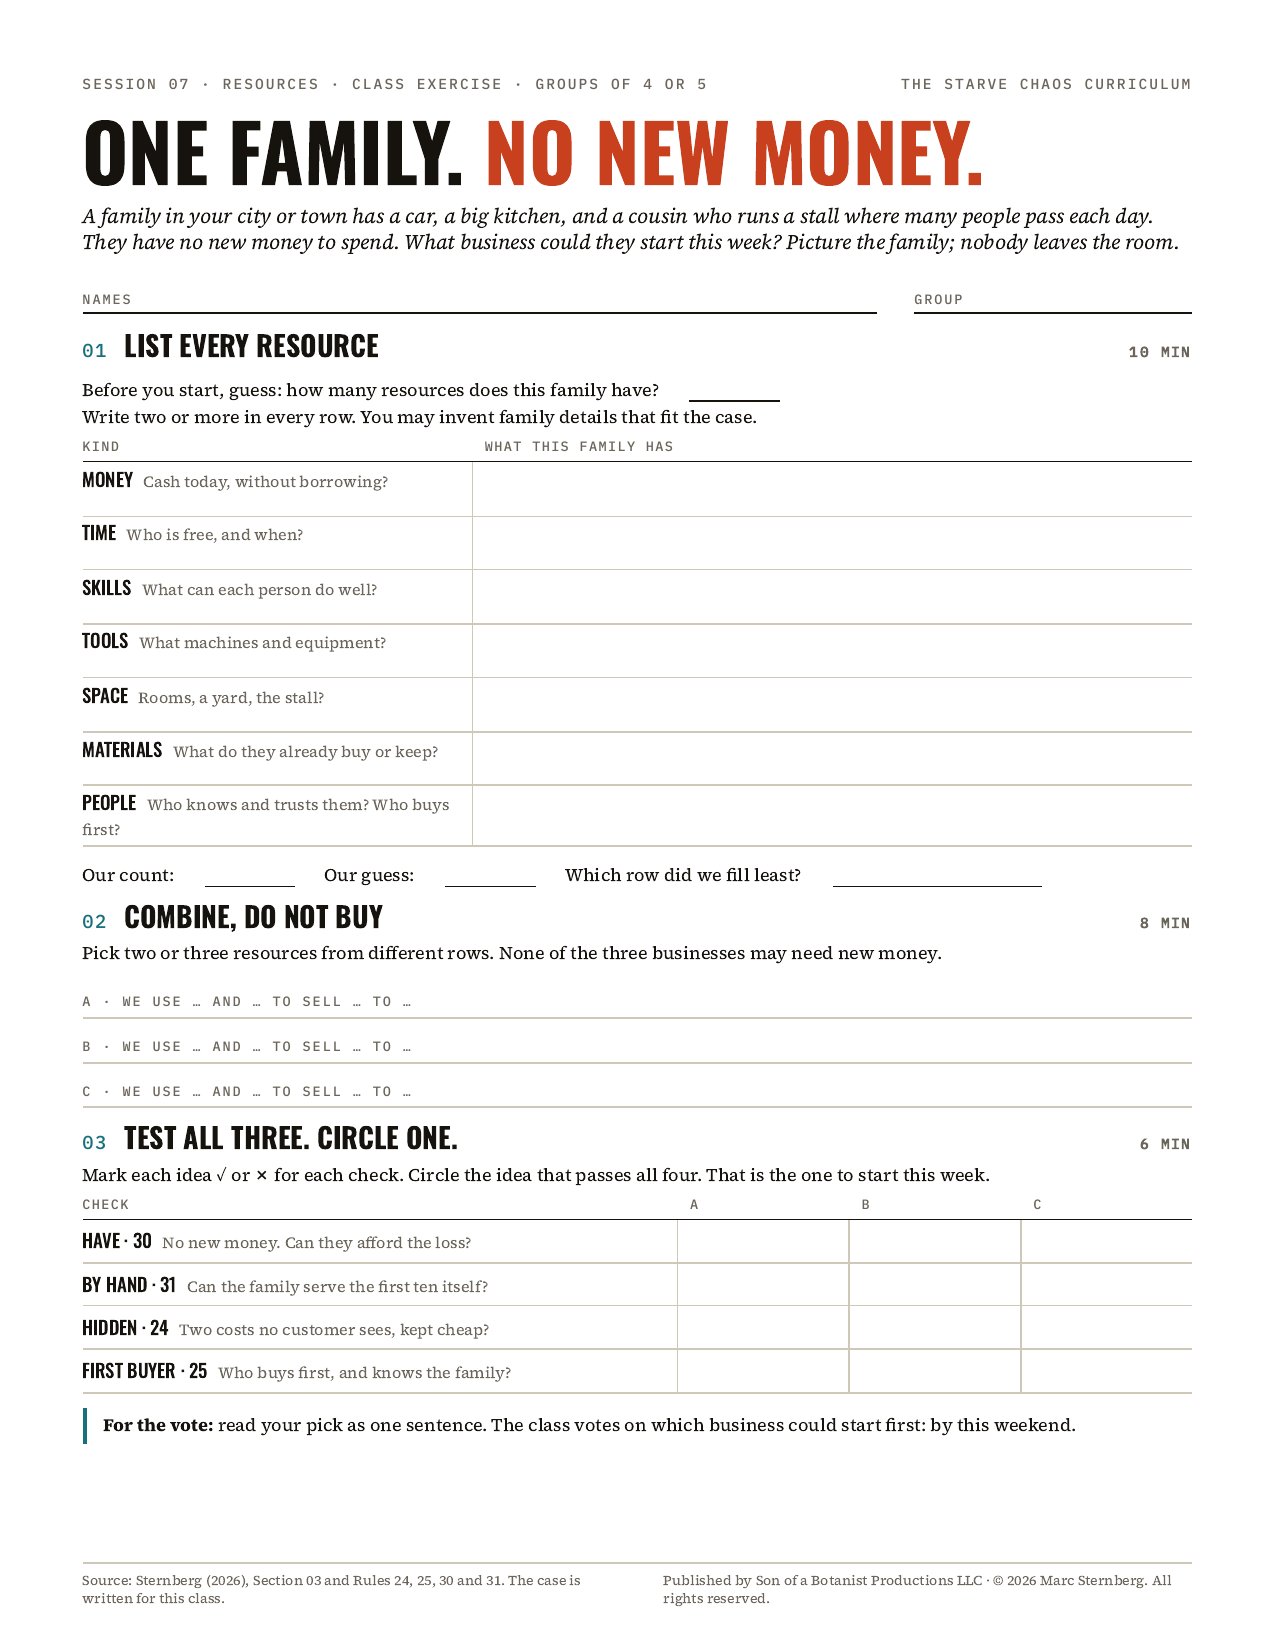 SESSION 07 · RESOURCES · CLASS EXERCISE · GROUPS OF 4 OR 5
THE STARVE CHAOS CURRICULUM
ONE FAMILY. NO NEW MONEY.
A family in your city or town has a car, a big kitchen, and a cousin who runs a stall where many people pass each day.
They have no new money to spend. What business could they start this week? Picture the family; nobody leaves the room.
NAMES
GROUP
01 LIST EVERY RESOURCE
10 MIN
Before you start, guess: how many resources does this family have?
Write two or more in every row. You may invent family details that fit the case.
KIND
WHAT THIS FAMILY HAS
MONEY Cash today, without borrowing?
TIME Who is free, and when?
SKILLS What can each person do well?
TOOLS What machines and equipment?
SPACE Rooms, a yard, the stall?
MATERIALS What do they already buy or keep?
PEOPLE Who knows and trusts them? Who buys
first?
Our count:
Our guess:
Which row did we fill least?
02 COMBINE, DO NOT BUY
8 MIN
Pick two or three resources from different rows. None of the three businesses may need new money.
A · WE USE … AND … TO SELL … TO …
B · WE USE … AND … TO SELL … TO …
C · WE USE … AND … TO SELL … TO …
03 TEST ALL THREE. CIRCLE ONE.
6 MIN
Mark each idea √ or × for each check. Circle the idea that passes all four. That is the one to start this week.
CHECK
A
B
C
HAVE · 30 No new money. Can they afford the loss?
BY HAND · 31 Can the family serve the first ten itself?
HIDDEN · 24 Two costs no customer sees, kept cheap?
FIRST BUYER · 25 Who buys first, and knows the family?
For the vote: read your pick as one sentence. The class votes on which business could start first: by this weekend.
Source: Sternberg (2026), Section 03 and Rules 24, 25, 30 and 31. The case is
written for this class.
Published by Son of a Botanist Productions LLC · © 2026 Marc Sternberg. All
rights reserved.